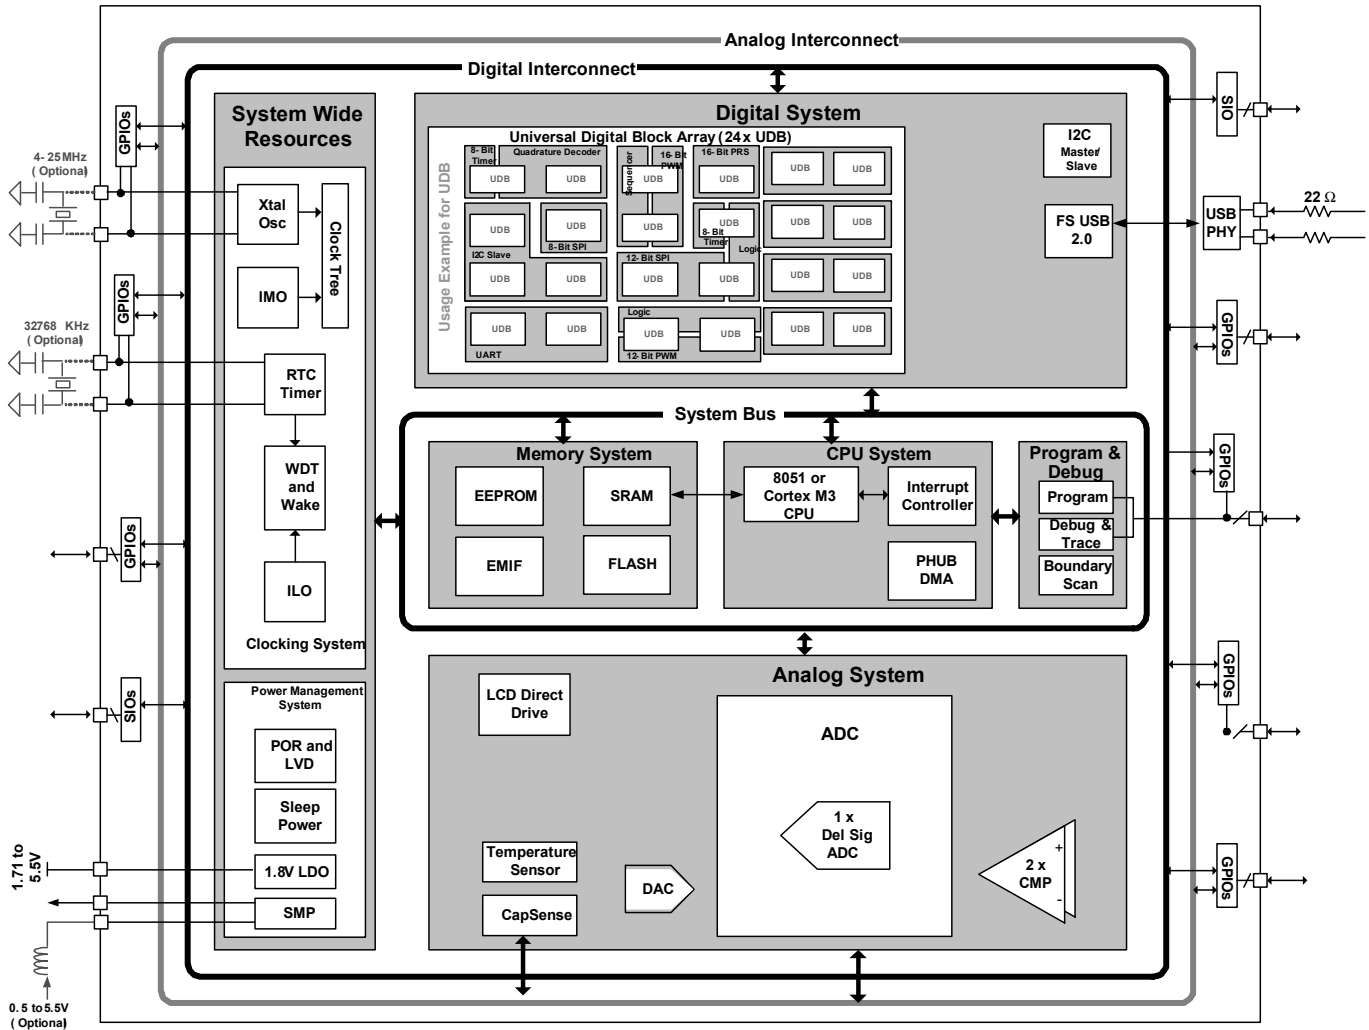 Analog Interconnect
Digital Interconnect
System Wide
Resources
Xtal
Osc
Clock Tree
IMO
RTC
Timer
WDT
and
Wake
ILO
Clocking System
Power Management
System
POR and
LVD
Sleep
Power
1.8V LDO
SMP
4- 25MHz
( Optional)
GPIOs
GPIOs
32768 KHz
( Optional)
GPIOs
SIOs
1.71 to
5.5V
0. 5 to5.5V
( Optional)
Digital System
Universal Digital Block Array (24x UDB)
Usage Example for UDB
8- Bit
Timer
Quadrature Decoder
Sequencer
16- Bit
PWM
16- Bit PRS
UDB
UDB
UDB
UDB
UDB
UDB
UDB
UDB
UDB
UDB
8- Bit
Timer
Logic
UDB
UDB
I2C Slave
8- Bit SPI
12- Bit SPI
UDB
UDB
UDB
UDB
UDB
UDB
Logic
UDB
UDB
UDB
UDB
UDB
UDB
UART
12- Bit PWM
I2C
Master/
Slave
FS USB
2.0
System Bus
Memory System
EEPROM
SRAM
EMIF
FLASH
CPU System
8051 or
Cortex M3
CPU
Interrupt
Controller
PHUB
DMA
Program &
Debug
Program
Debug &
Trace
Boundary
Scan
Analog System
LCD Direct
Drive
ADC
1 x
Del Sig
ADC
Temperature
Sensor
CapSense
DAC
+
2 x
CMP
-
SIO
USB
PHY
22 Ω
GPIOs
GPIOs
GPIOs
GPIOs